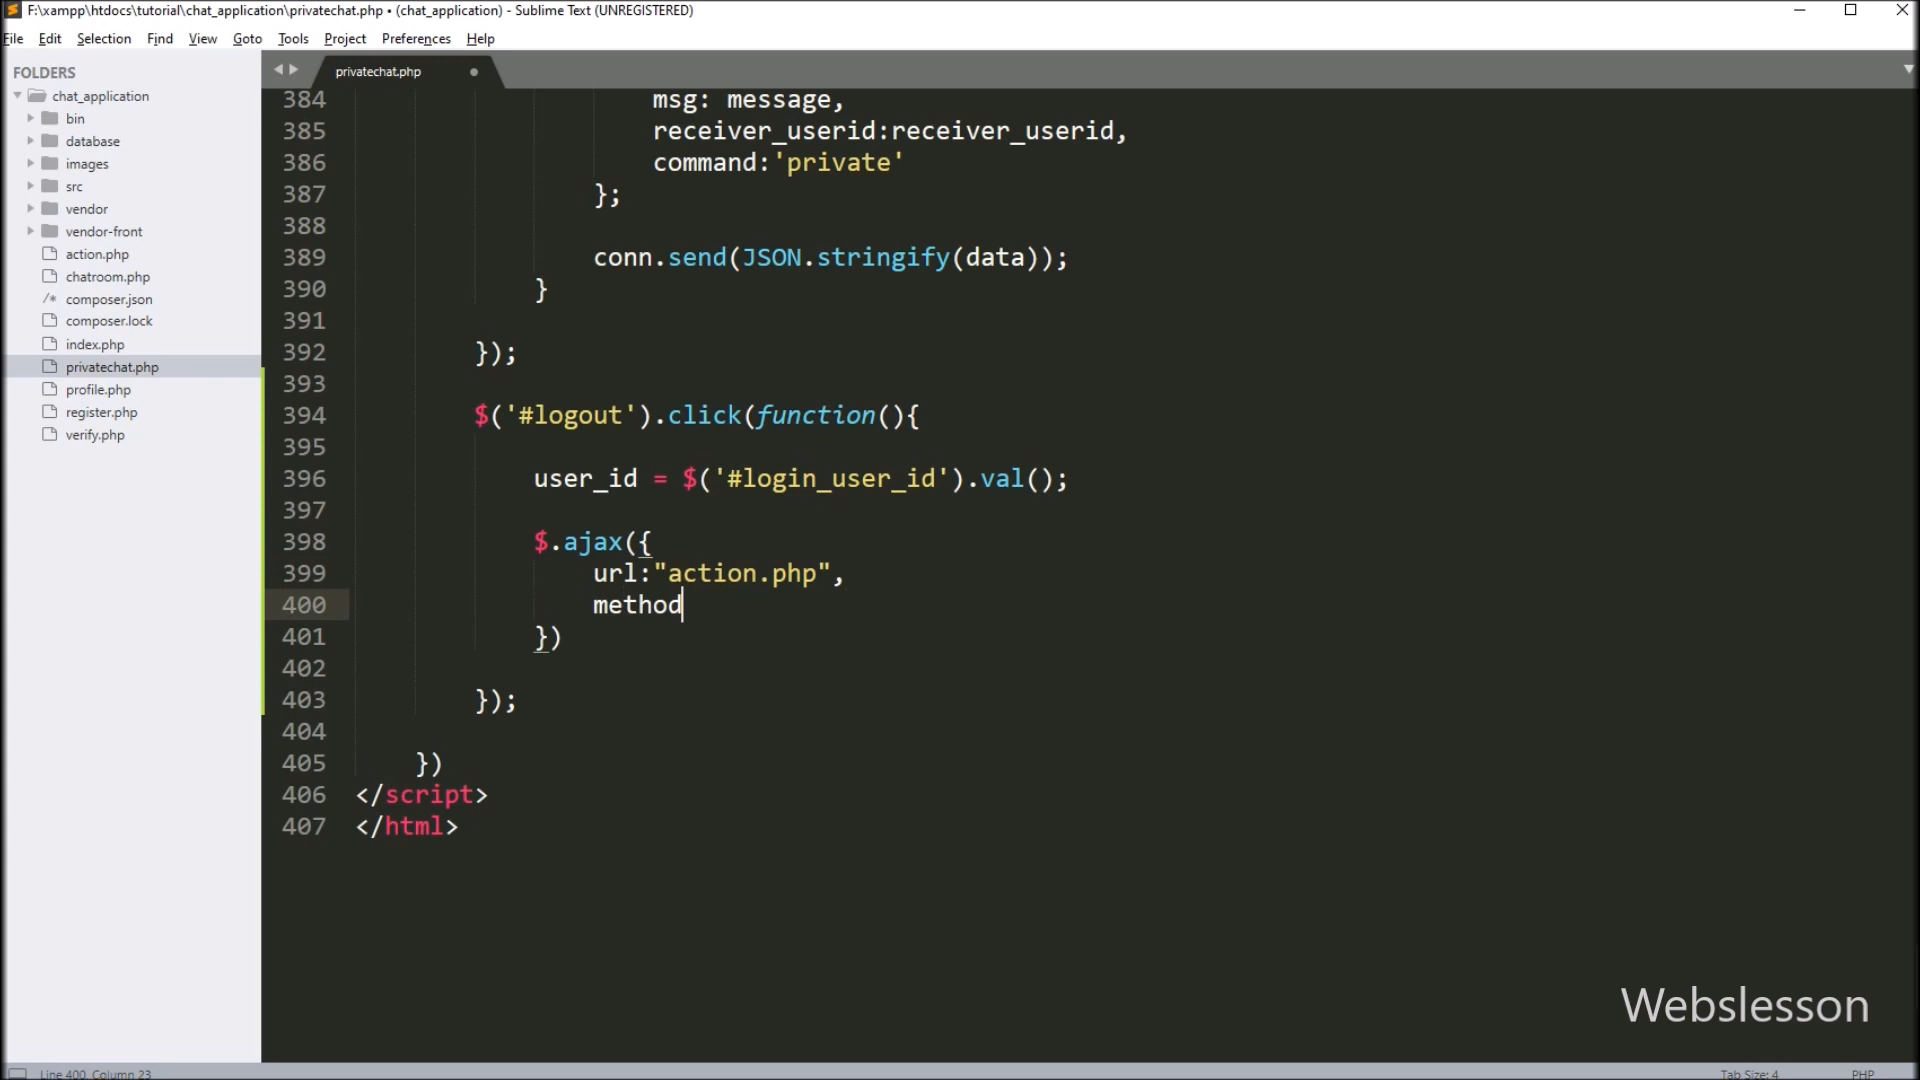 F:\xampp\htdocs\tutorial\chat_application\privatechat.php • (chat_application) - Sublime Text (UNREGISTERED)
File Edit Selection Find View Goto Tools Project Preferences Help
FOLDERS
chat_application
bin
database
images
src
vendor
vendor-front
action.php
chatroom.php
/* composer.json
composer.lock
index.php
privatechat.php
profile.php
register.php
verify.php
privatechat.php
384 msg: message,
385 receiver_userid:receiver_userid,
386 command:'private'
387 };
388
389 conn.send(JSON.stringify(data));
390 }
391
392 });
393
394 $('#logout').click(function(){
395
396 user_id = $('#login_user_id').val();
397
398 $.ajax({
399 url:"action.php",
400 method
401 })
402
403 });
404
405 })
406 </script>
407 </html>
Webslesson
Line 400, Column 23
Tab Size: 4
PHP